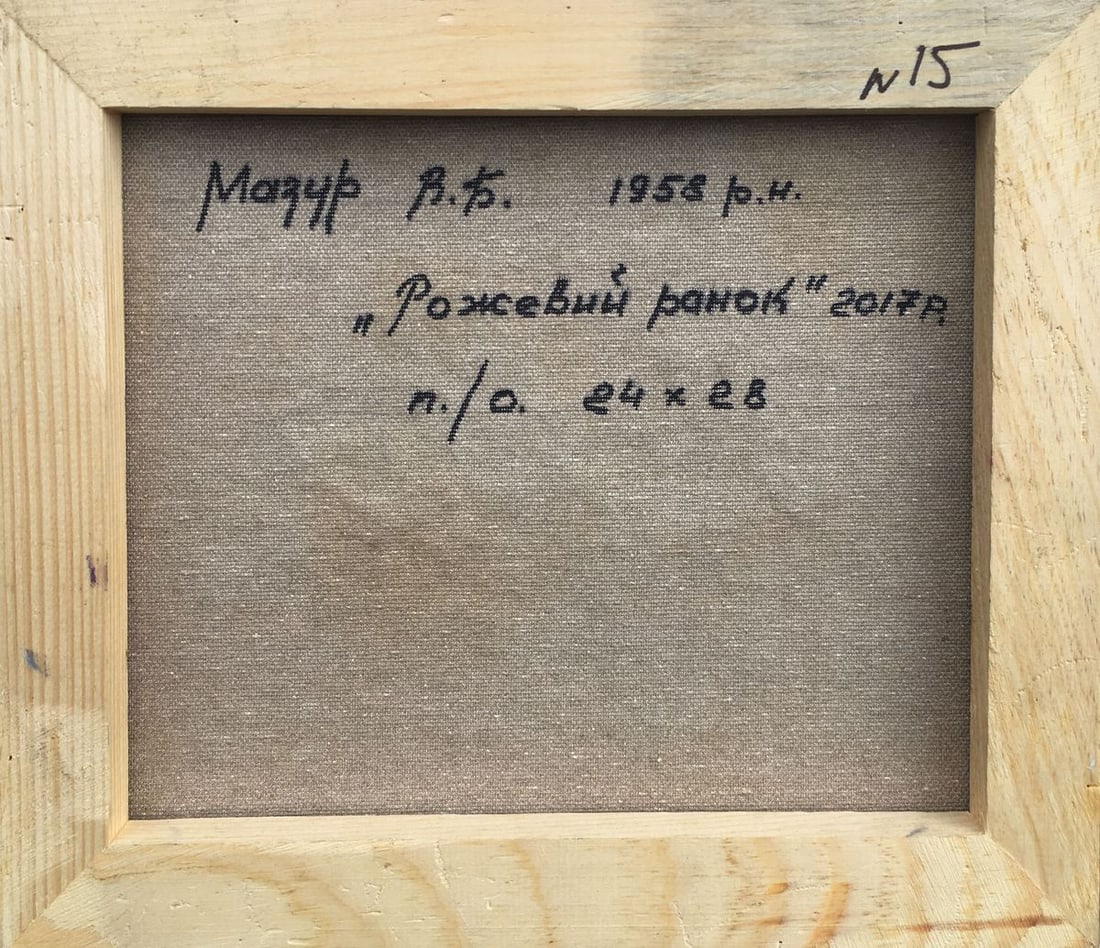 N15
Мазур В.Б. 1958 р.н.
„Рожевий ранок" 2017р.
п./о. 24 х 28